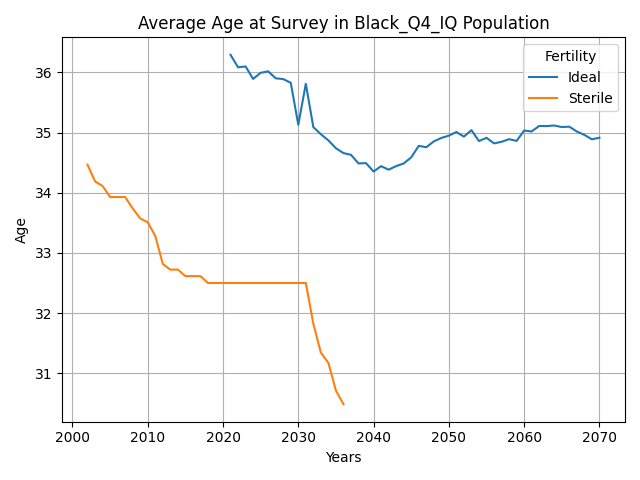 Average Age at Survey in Black_Q4_IQ Population
Fertility
Ideal
Sterile
Age
36
35
34
33
32
31
2000 2010 2020 2030 2040 2050 2060 2070
Years